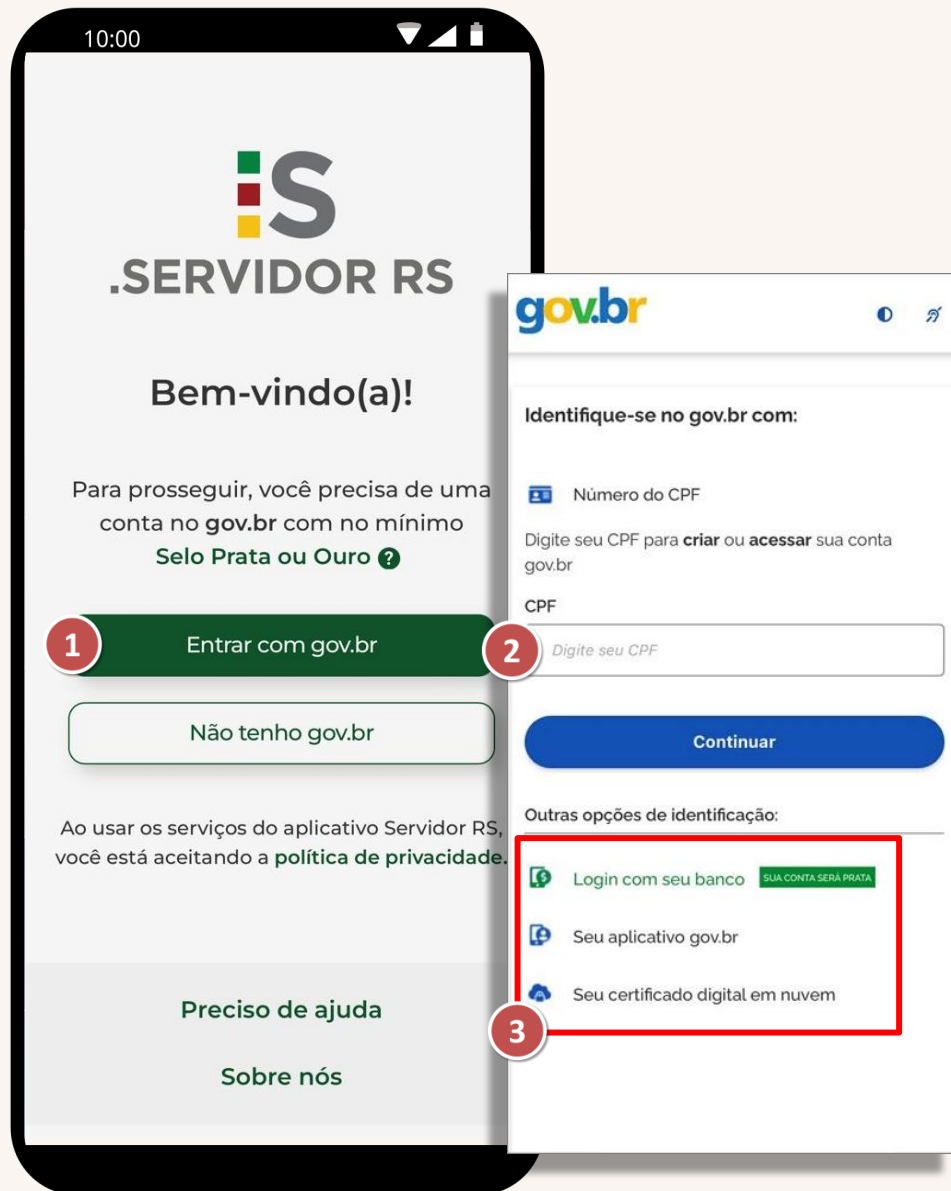 10:00
S
.SERVIDOR RS
Bem-vindo(a)!
Para prosseguir, você precisa de uma
conta no gov.br com no mínimo
Selo Prata ou Ouro ?
1
Entrar com gov.br
Não tenho gov.br
Ao usar os serviços do aplicativo Servidor RS,
você está aceitando a política de privacidade.
Preciso de ajuda
Sobre nós
gov.br
Identifique-se no gov.br com:
Número do CPF
Digite seu CPF para criar ou acessar sua conta
gov.br
CPF
2
Digite seu CPF
Continuar
Outras opções de identificação:
Login com seu banco SUA CONTA SERÁ PRATA
Seu aplicativo gov.br
Seu certificado digital em nuvem
3